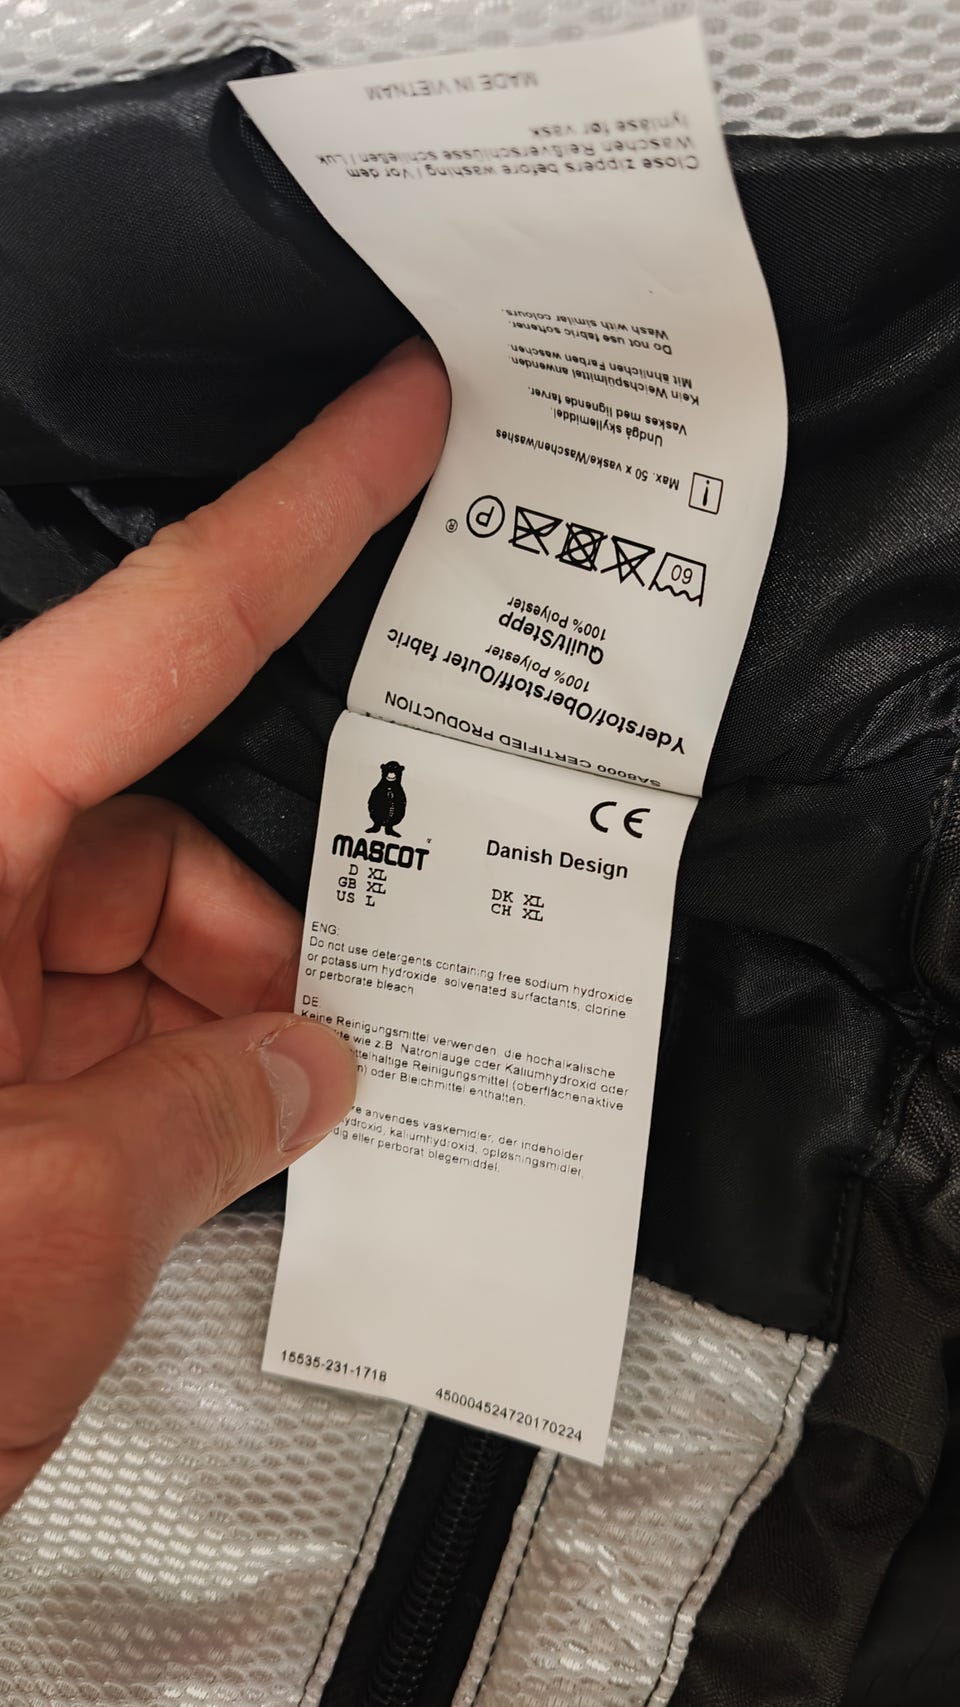 MADE IN VIETNAM
Close zippers before washing / Vor dem
Waschen Reißverschlüsse schließen / Luk
lynlåse før vask
Wash with similar colours.
Do not use fabric softener.
Mit ähnlichen Farben waschen.
Kein Weichspülmittel anwenden.
Vaskes med lignende farver.
Undgå skyllemiddel.
Max. 50 x vaske/Waschen/washes
i
60
P
®
Quilt/Stepp
100% Polyester
Yderstof/Oberstoff/Outer fabric
100% Polyester
SA8000 CERTIFIED PRODUCTION
CE
MASCOT
Danish Design
D XL
GB XL
US L
DK XL
CH XL
ENG:
Do not use detergents containing free sodium hydroxide
or potassium hydroxide, solvenated surfactants, clorine
or perborate bleach
DE:
Keine Reinigungsmittel verwenden, die hochalkalische
wie z.B. Natronlauge oder Kaliumhydroxid oder
ttelhaltige Reinigungsmittel (oberflächenaktive
n) oder Bleichmittel enthalten.
anvendes vaskemidler, der indeholder
ydroxid, kaliumhydroxid, opløsningsmidler,
dig eller perborat blegemiddel.
15535-231-1718
450004524720170224